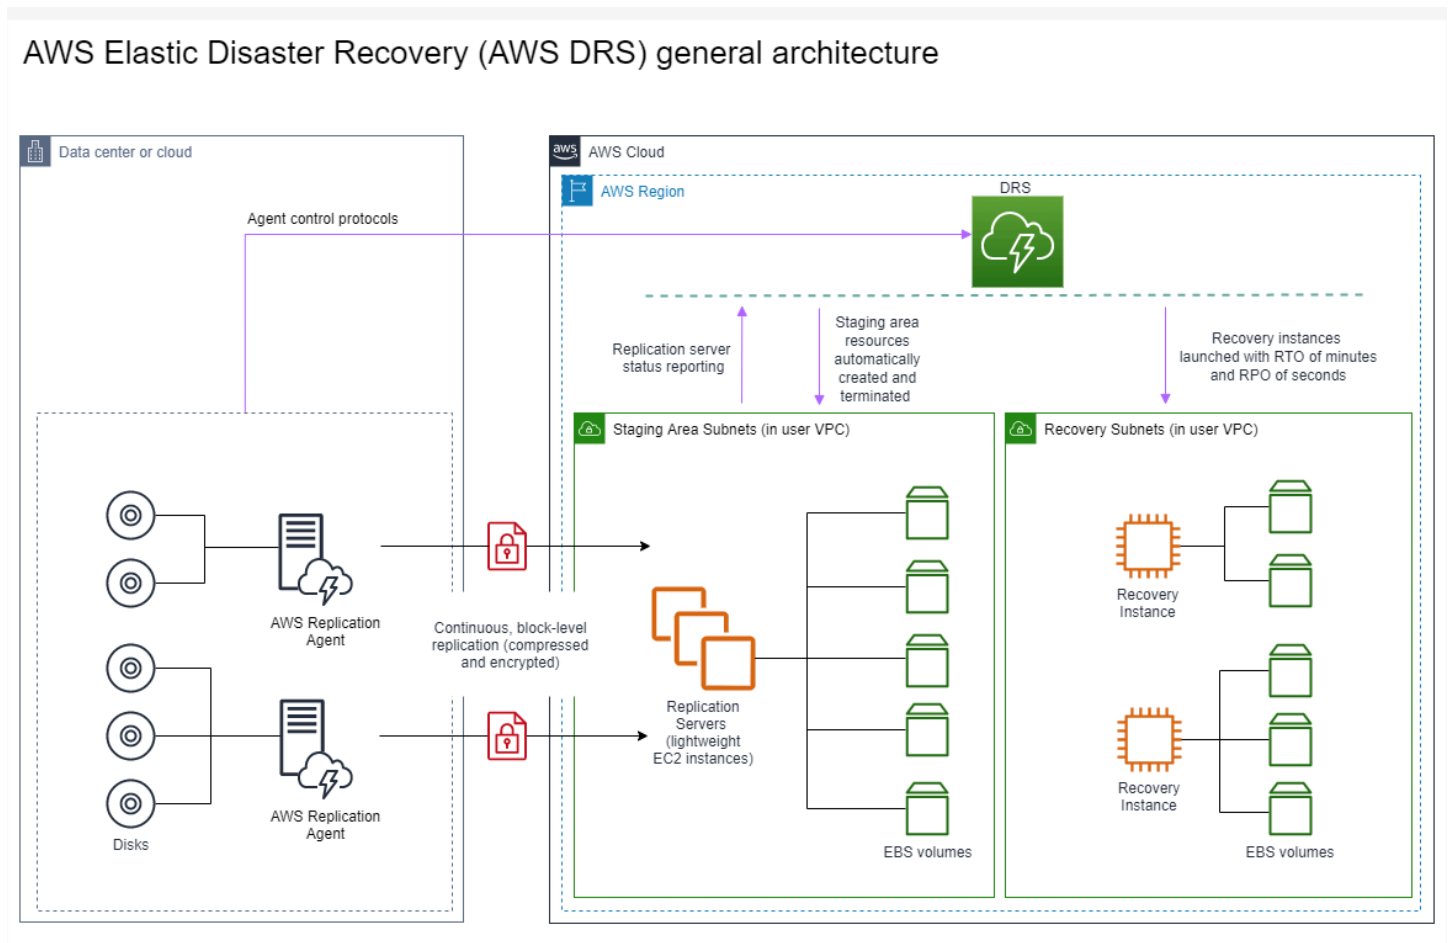 AWS Elastic Disaster Recovery (AWS DRS) general architecture
Data center or cloud
aws
AWS Cloud
AWS Region
DRS
Agent control protocols
Replication server
status reporting
Staging area
resources
automatically
created and
terminated
Recovery instances
launched with RTO of minutes
and RPO of seconds
Staging Area Subnets (in user VPC)
Recovery Subnets (in user VPC)
AWS Replication
Agent
Continuous, block-level
replication (compressed
and encrypted)
Replication
Servers
(lightweight
EC2 instances)
Recovery
Instance
AWS Replication
Agent
Disks
Recovery
Instance
EBS volumes
EBS volumes